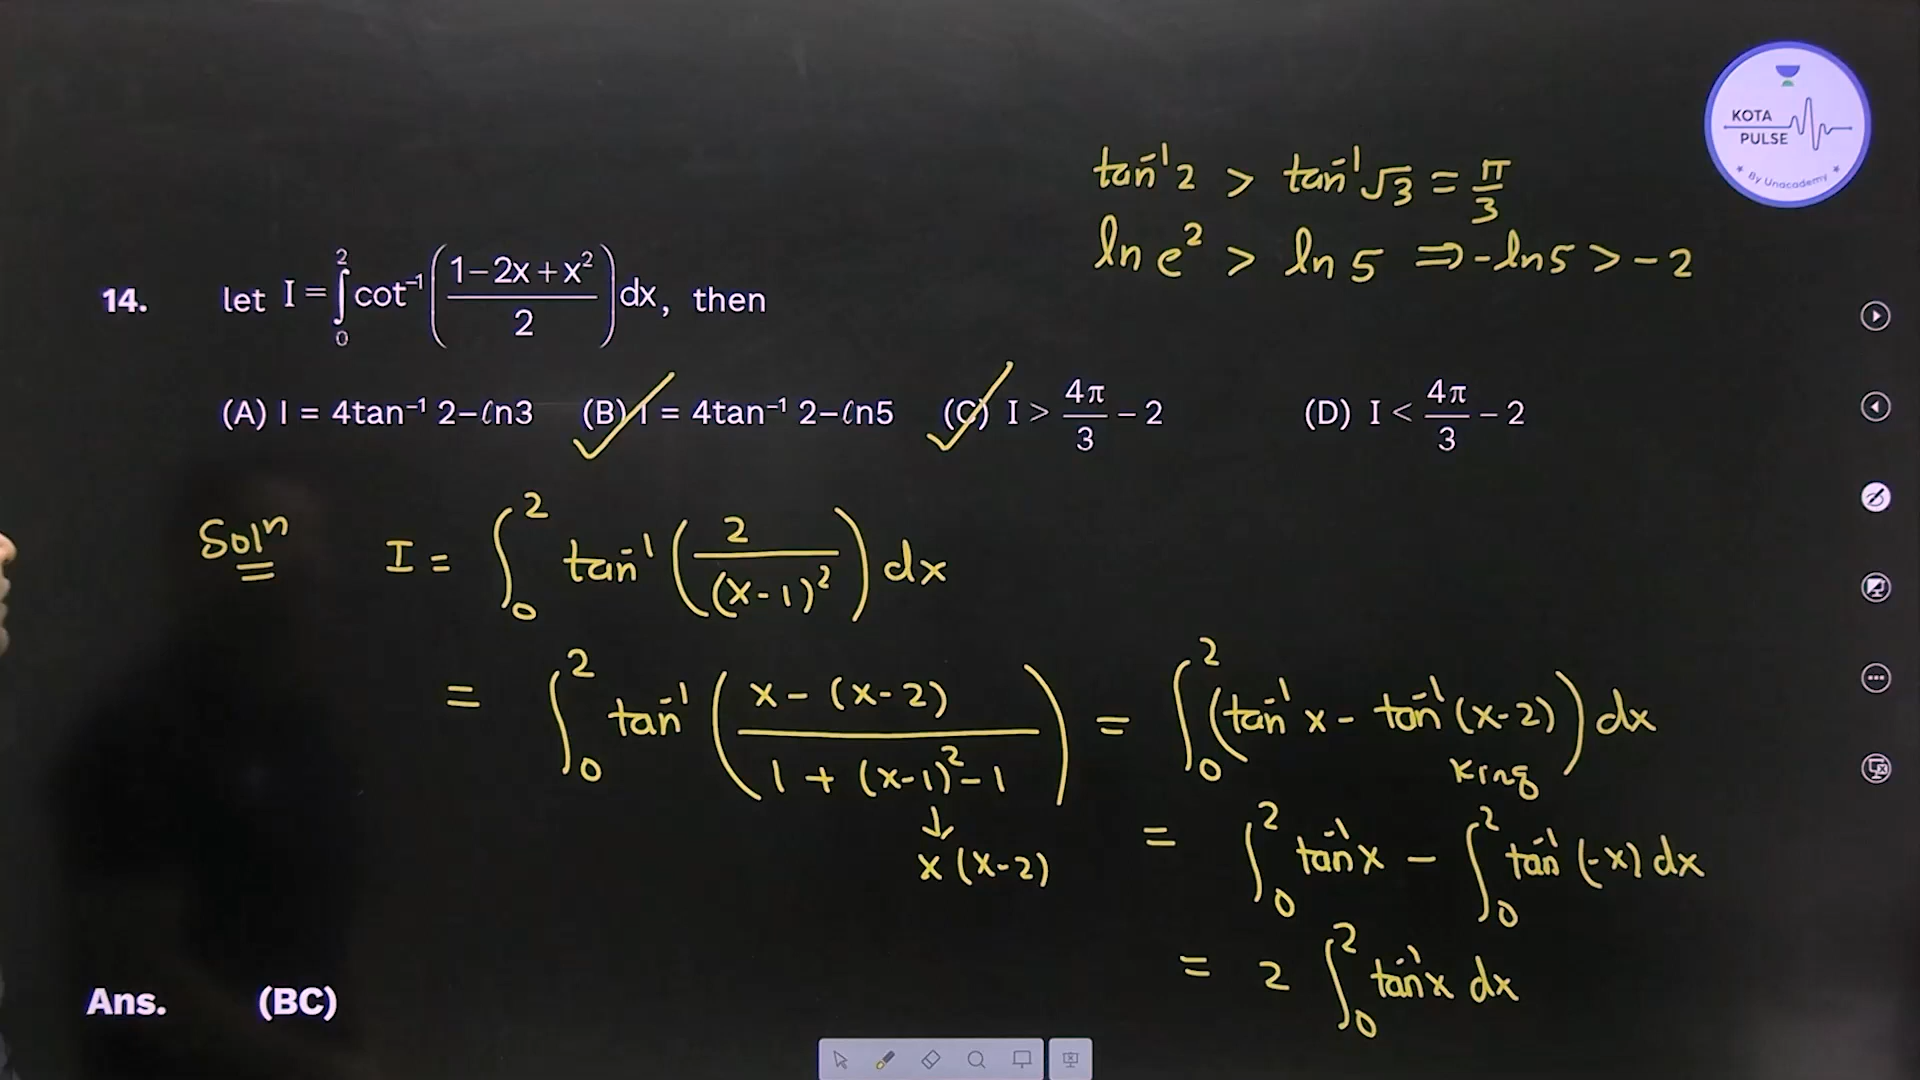 KOTA
PULSE
* By Unacademy *
tan⁻¹2 > tan⁻¹√3 = π/3
ln e² > ln 5 ⇒ -ln5 > -2
14. let I = ∫₀² cot⁻¹((1-2x+x²)/2) dx, then
(A) I = 4tan⁻¹ 2-ℓn3 (B) I = 4tan⁻¹ 2-ℓn5 (C) I > 4π/3 - 2 (D) I < 4π/3 - 2
Solⁿ I = ∫₀² tan⁻¹(2/(x-1)²) dx
= ∫₀² tan⁻¹((x-(x-2))/(1+(x-1)²-1)) = ∫₀² (tan⁻¹x - tan⁻¹(x-2)) dx
King
↓
x(x-2)
= ∫₀² tan⁻¹x - ∫₀² tan⁻¹(-x) dx
= 2 ∫₀² tan⁻¹x dx
Ans. (BC)